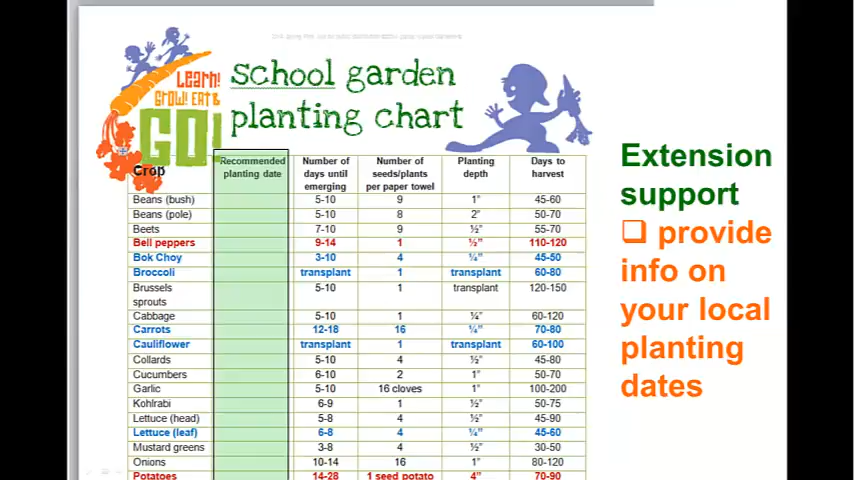 Learn!
Grow! Eat &
GO!
school garden
planting chart
Crop Recommended planting date Number of days until emerging Number of seeds/plants per paper towel Planting depth Days to harvest
Beans (bush) 5-10 9 1" 45-60
Beans (pole) 5-10 8 2" 50-70
Beets 7-10 9 ½" 55-70
Bell peppers 9-14 1 ½" 110-120
Bok Choy 3-10 4 ¼" 45-50
Broccoli transplant 1 transplant 60-80
Brussels sprouts 5-10 1 transplant 120-150
Cabbage 5-10 1 ¼" 60-120
Carrots 12-18 16 ¼" 70-80
Cauliflower transplant 1 transplant 60-100
Collards 5-10 4 ½" 45-80
Cucumbers 6-10 2 1" 50-70
Garlic 5-10 16 cloves 1" 100-200
Kohlrabi 6-9 1 ½" 50-75
Lettuce (head) 5-8 4 ½" 45-90
Lettuce (leaf) 6-8 4 ¼" 45-60
Mustard greens 3-8 4 ½" 30-50
Onions 10-14 16 1" 80-120
Potatoes 14-28 1 seed potato 4" 70-90
Extension
support
❑ provide
info on
your local
planting
dates